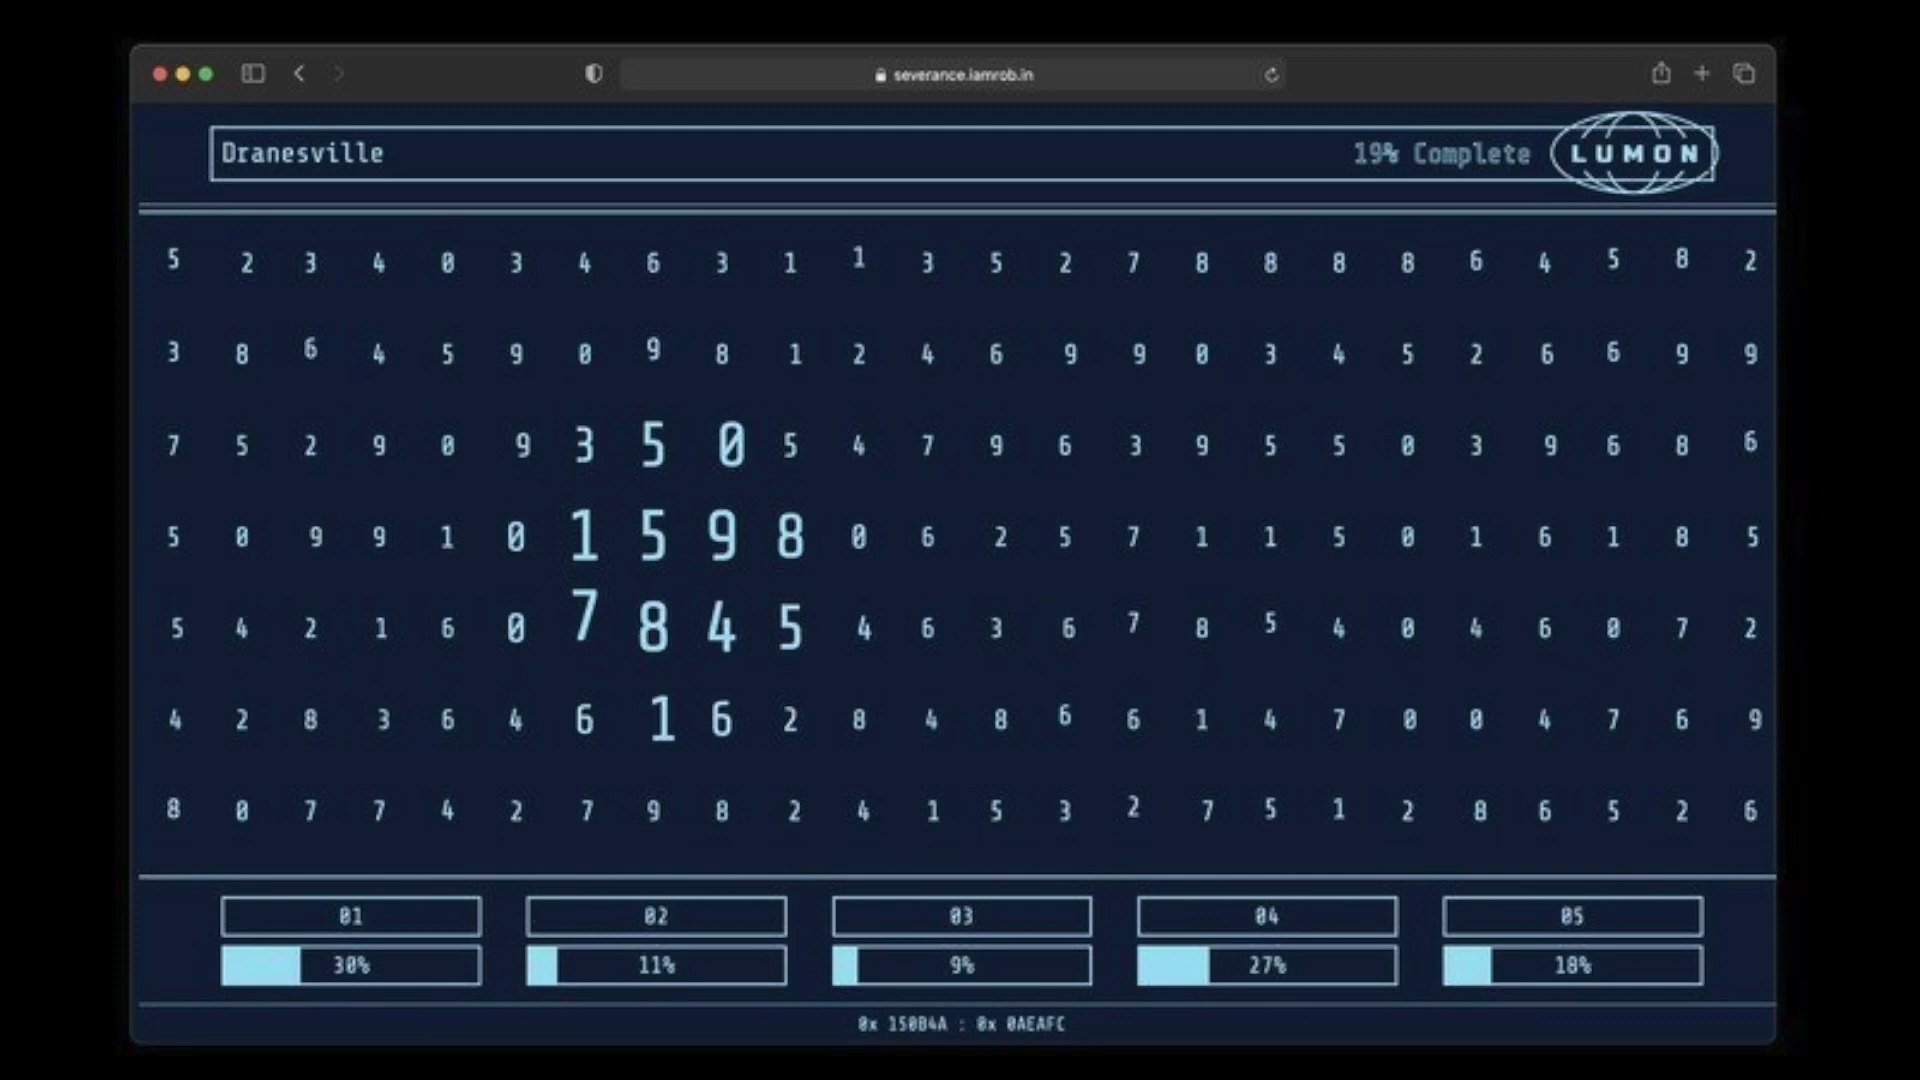 severance.iamrob.in
Dranesville 19% Complete LUMON
5 2 3 4 0 3 4 6 3 1 1 3 5 2 7 8 8 8 8 6 4 5 8 2
3 8 6 4 5 9 0 9 8 1 2 4 6 9 9 0 3 4 5 2 6 6 9 9
7 5 2 9 0 9 3 5 0 5 4 7 9 6 3 9 5 5 0 3 9 6 8 6
5 0 9 9 1 0 1 5 9 8 0 6 2 5 7 1 1 5 0 1 6 1 8 5
5 4 2 1 6 0 7 8 4 5 4 6 3 6 7 8 5 4 0 4 6 0 7 2
4 2 8 3 6 4 6 1 6 2 8 4 8 6 6 1 4 7 0 0 4 7 6 9
8 0 7 7 4 2 7 9 8 2 4 1 5 3 2 7 5 1 2 8 6 5 2 6
01 02 03 04 05
30% 11% 9% 27% 18%
0x 150B4A : 0x 0AEAFC